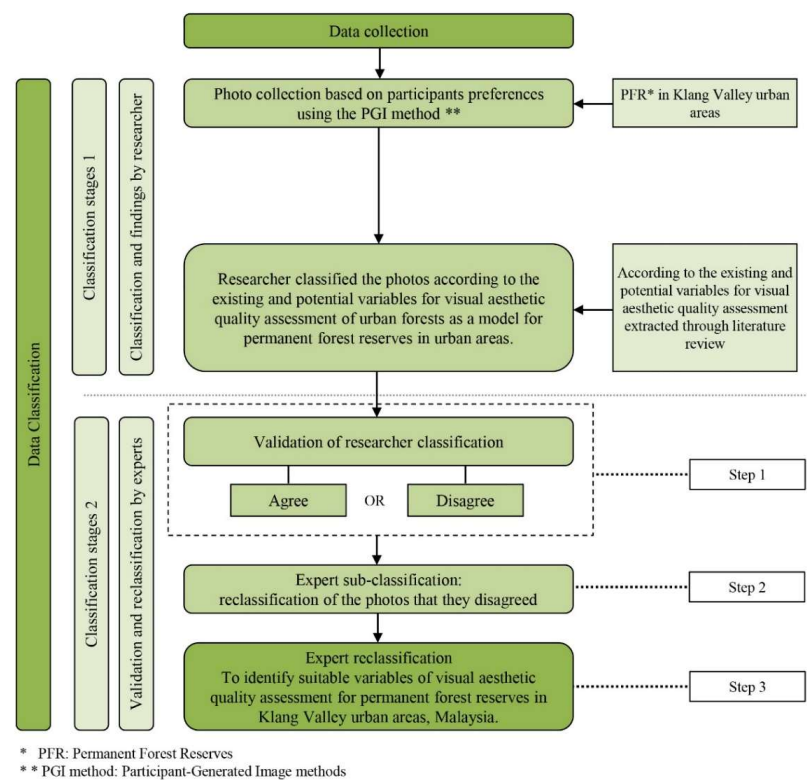 Data collection
Photo collection based on participants preferences
using the PGI method **
PFR* in Klang Valley urban
areas
Data Classification
Classification stages 1
Classification and findings by researcher
Researcher classified the photos according to the
existing and potential variables for visual aesthetic
quality assessment of urban forests as a model for
permanent forest reserves in urban areas.
According to the existing and
potential variables for visual
aesthetic quality assessment
extracted through literature
review
Classification stages 2
Validation and reclassification by experts
Validation of researcher classification
Agree
OR
Disagree
Step 1
Expert sub-classification:
reclassification of the photos that they disagreed
Step 2
Expert reclassification
To identify suitable variables of visual aesthetic
quality assessment for permanent forest reserves in
Klang Valley urban areas, Malaysia.
Step 3
* PFR: Permanent Forest Reserves
* * PGI method: Participant-Generated Image methods